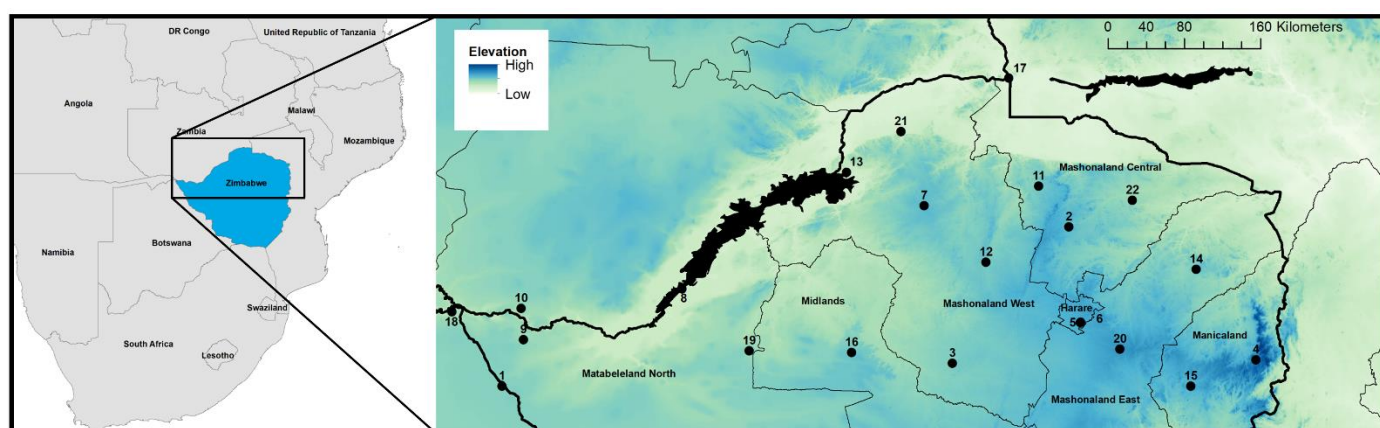 DR Congo
United Republic of Tanzania
Angola
Malawi
Zambia
Mozambique
Zimbabwe
Namibia
Botswana
Swaziland
South Africa
Lesotho
Elevation
High
Low
0 40 80 160 Kilometers
17
21
13
Mashonaland Central
11
22
7
2
12
14
8
10
18
9
Midlands
Mashonaland West
Harare
5
6
Manicaland
19
16
3
20
4
Matabeleland North
1
15
Mashonaland East